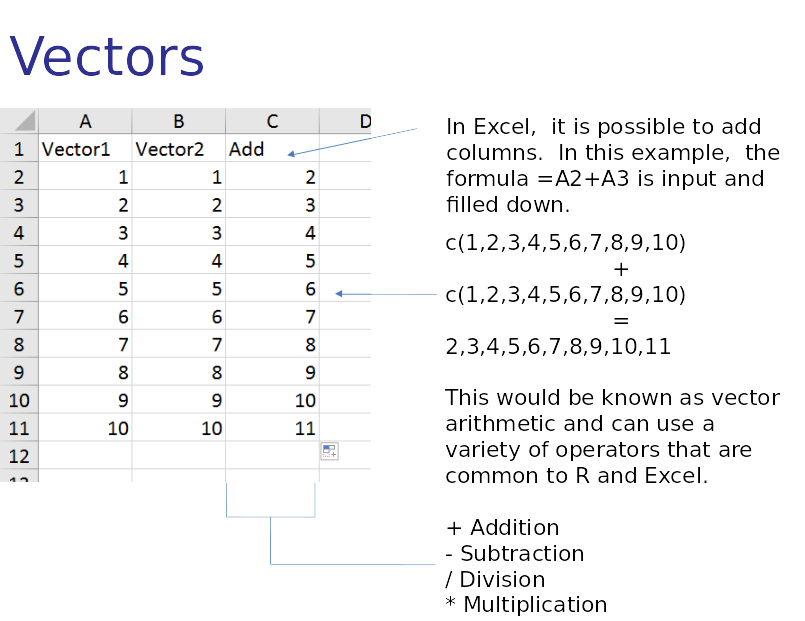 Vectors
A B C D
1 Vector1 Vector2 Add
2 1 1 2
3 2 2 3
4 3 3 4
5 4 4 5
6 5 5 6
7 6 6 7
8 7 7 8
9 8 8 9
10 9 9 10
11 10 10 11
12
In Excel, it is possible to add
columns. In this example, the
formula =A2+A3 is input and
filled down.
c(1,2,3,4,5,6,7,8,9,10)
+
c(1,2,3,4,5,6,7,8,9,10)
=
2,3,4,5,6,7,8,9,10,11
This would be known as vector
arithmetic and can use a
variety of operators that are
common to R and Excel.
+ Addition
- Subtraction
/ Division
* Multiplication